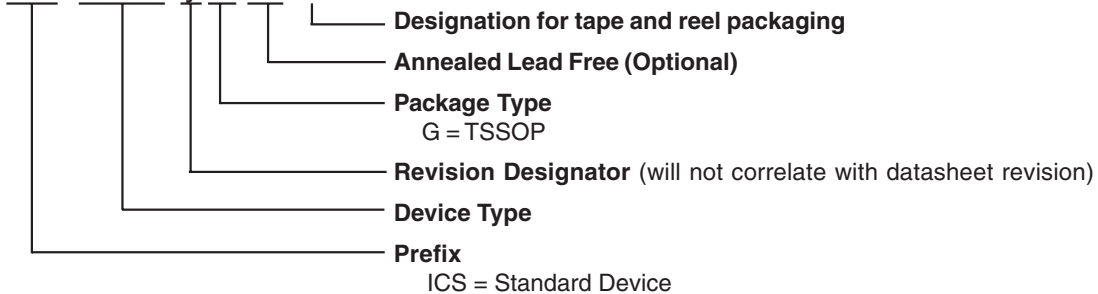 Designation for tape and reel packaging
Annealed Lead Free (Optional)
Package Type
G = TSSOP
Revision Designator (will not correlate with datasheet revision)
Device Type
Prefix
ICS = Standard Device